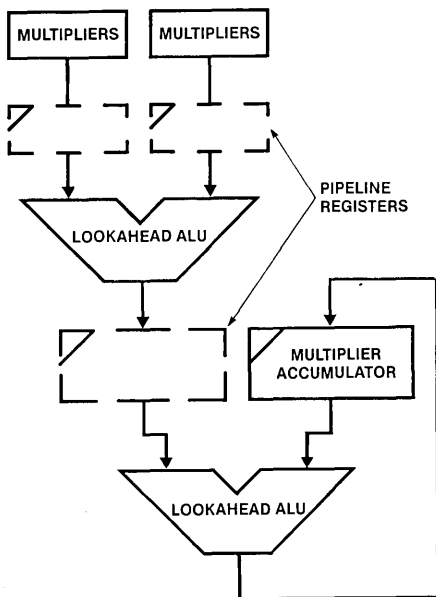 MULTIPLIERS
MULTIPLIERS
PIPELINE
REGISTERS
LOOKAHEAD ALU
MULTIPLIER
ACCUMULATOR
LOOKAHEAD ALU